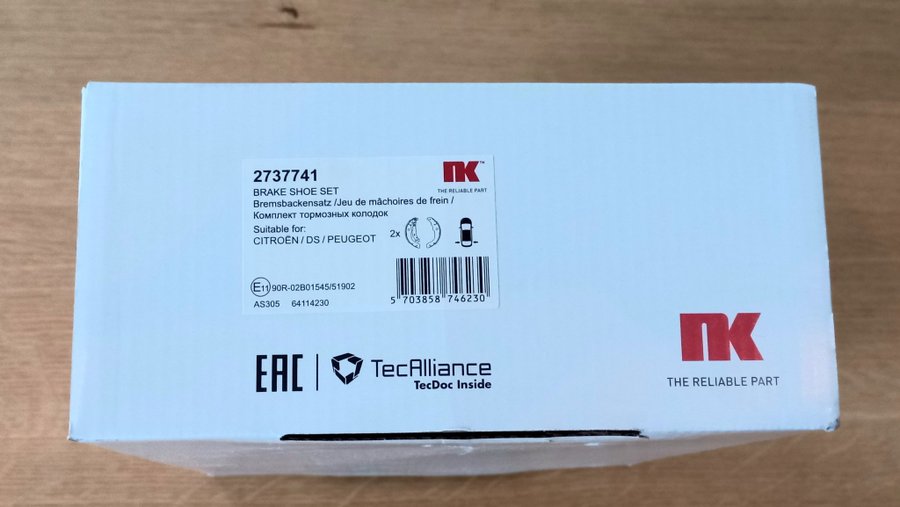 2737741
BRAKE SHOE SET
Bremsbackensatz /Jeu de mâchoires de frein /
Комплект тормозных колодок
Suitable for:
CITROËN / DS / PEUGEOT
NK™
THE RELIABLE PART
2x
E11 90R-02B01545/51902
AS305 64114230
5 703858 746230
EAC
TecAlliance
TecDoc Inside
NK
THE RELIABLE PART